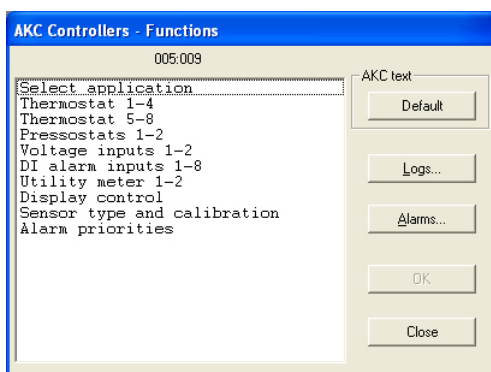 AKC Controllers - Functions
005:009
Select application
Thermostat 1-4
Thermostat 5-8
Pressostats 1-2
Voltage inputs 1-2
DI alarm inputs 1-8
Utility meter 1-2
Display control
Sensor type and calibration
Alarm priorities
AKC text
Default
Logs...
Alarms...
OK
Close